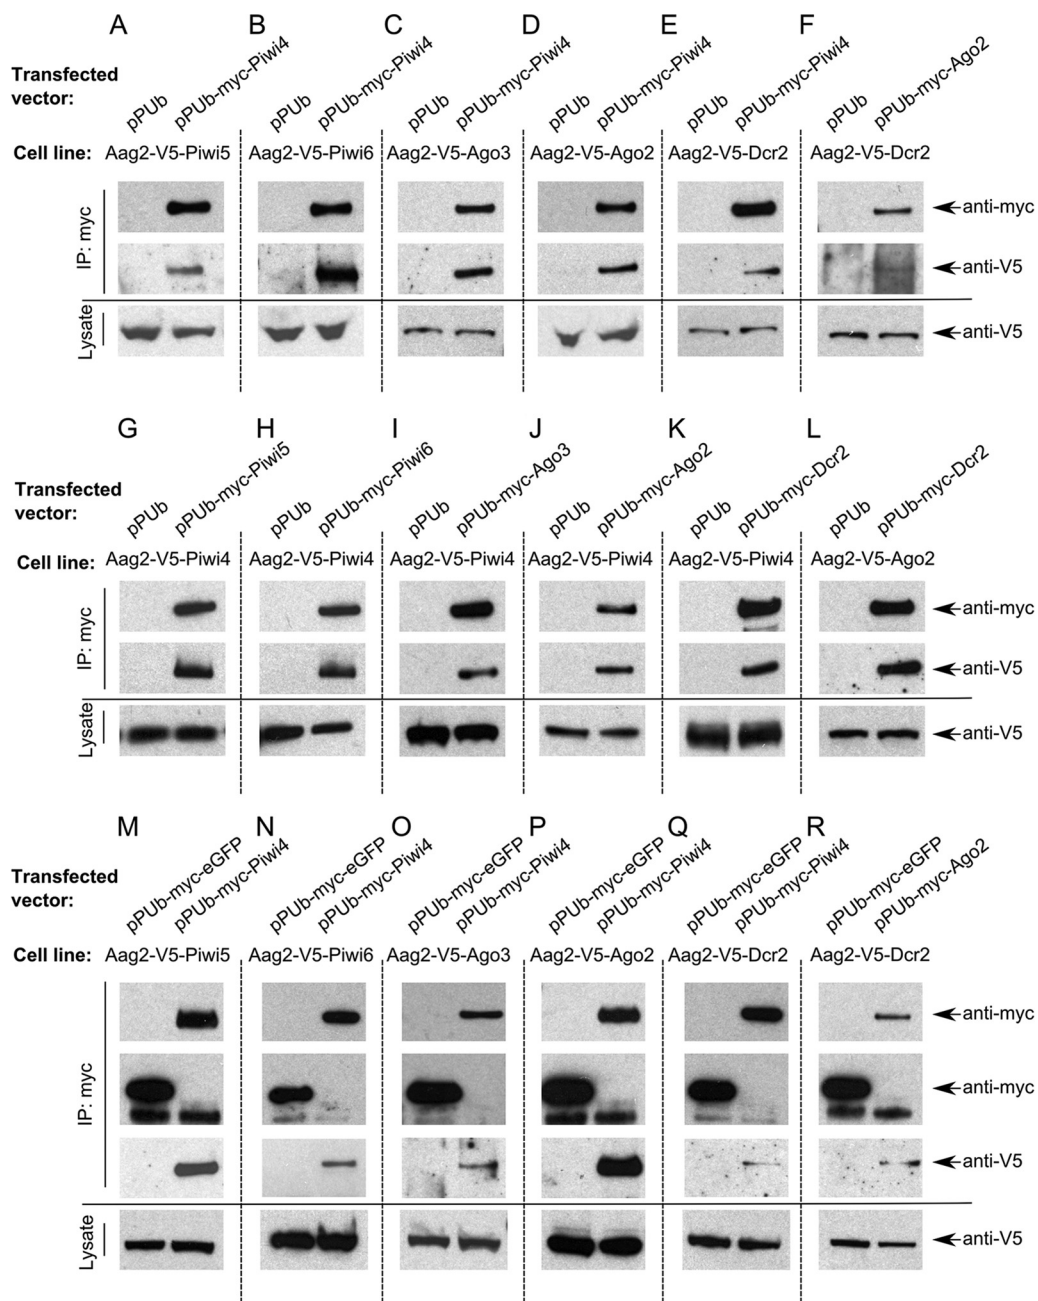 A B C D E F
Transfected
vector:
pPUb pPUb-myc-Piwi4 pPUb pPUb-myc-Piwi4 pPUb pPUb-myc-Piwi4 pPUb pPUb-myc-Piwi4 pPUb pPUb-myc-Piwi4 pPUb pPUb-myc-Ago2
Cell line: Aag2-V5-Piwi5 Aag2-V5-Piwi6 Aag2-V5-Ago3 Aag2-V5-Ago2 Aag2-V5-Dcr2 Aag2-V5-Dcr2
IP: myc
anti-myc
anti-V5
Lysate
anti-V5
G H I J K L
Transfected
vector:
pPUb pPUb-myc-Piwi5 pPUb pPUb-myc-Piwi6 pPUb pPUb-myc-Ago3 pPUb pPUb-myc-Ago2 pPUb pPUb-myc-Dcr2 pPUb pPUb-myc-Dcr2
Cell line: Aag2-V5-Piwi4 Aag2-V5-Piwi4 Aag2-V5-Piwi4 Aag2-V5-Piwi4 Aag2-V5-Piwi4 Aag2-V5-Ago2
IP: myc
anti-myc
anti-V5
Lysate
anti-V5
M N O P Q R
Transfected
vector:
pPUb-myc-eGFP pPUb-myc-Piwi4 pPUb-myc-eGFP pPUb-myc-Piwi4 pPUb-myc-eGFP pPUb-myc-Piwi4 pPUb-myc-eGFP pPUb-myc-Piwi4 pPUb-myc-eGFP pPUb-myc-Piwi4 pPUb-myc-eGFP pPUb-myc-Ago2
Cell line: Aag2-V5-Piwi5 Aag2-V5-Piwi6 Aag2-V5-Ago3 Aag2-V5-Ago2 Aag2-V5-Dcr2 Aag2-V5-Dcr2
IP: myc
anti-myc
anti-myc
anti-V5
Lysate
anti-V5